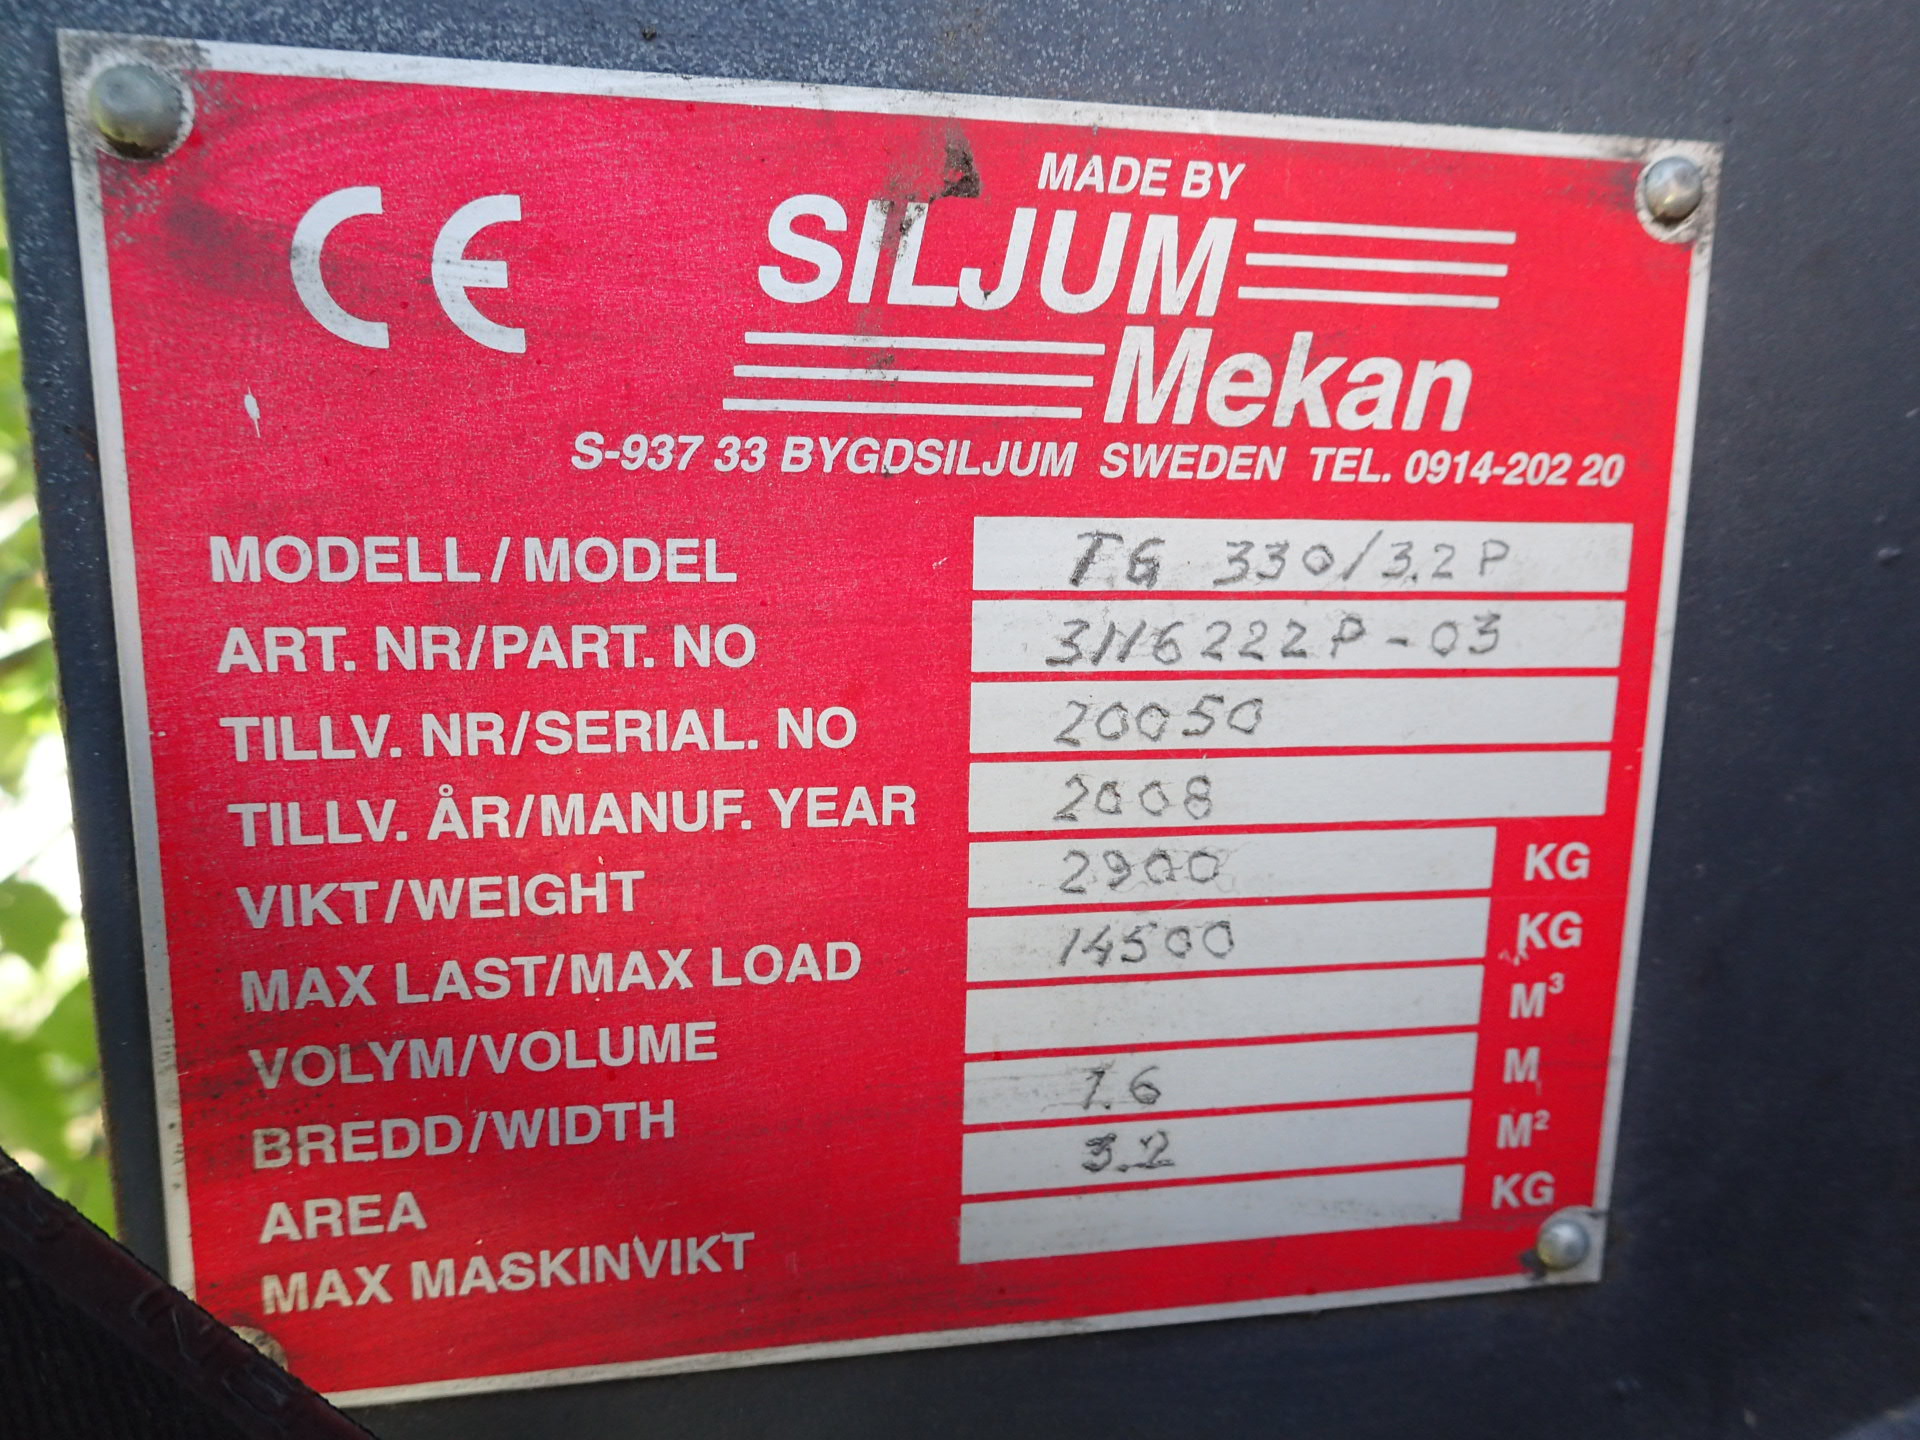 CE
MADE BY
SILJUM
Mekan
S-937 33 BYGDSILJUM SWEDEN TEL. 0914-202 20
MODELL/MODEL TG 330/3.2P
ART. NR/PART. NO 3116222P-03
TILLV. NR/SERIAL. NO 20050
TILLV. ÅR/MANUF. YEAR 2008
VIKT/WEIGHT 2900 KG
MAX LAST/MAX LOAD 14500 KG
VOLYM/VOLUME M³
BREDD/WIDTH 1.6 M
AREA 3.2 M²
MAX MASKINVIKT KG